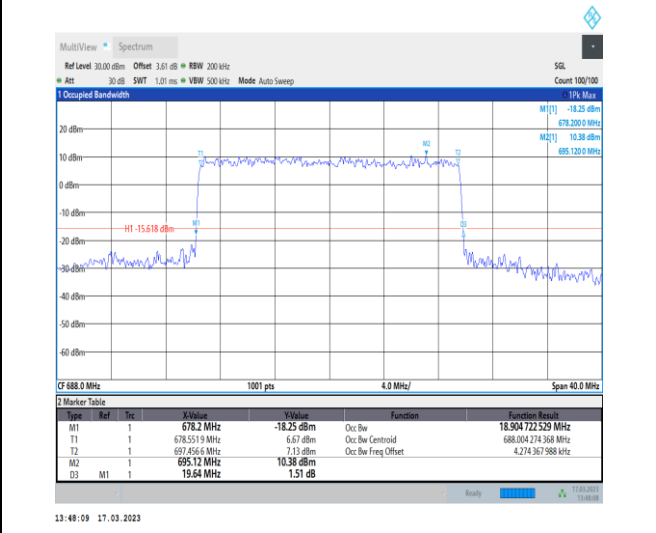 MultiView Spectrum
Ref Level 30.00 dBm Offset 3.61 dB RBW 200 kHz SGL
Att 30 dB SWT 1.01 ms VBW 500 kHz Mode Auto Sweep Count 100/100
1 Occupied Bandwidth 1Pk Max
M1[1] -18.25 dBm
678.200 0 MHz
M2[1] 10.38 dBm
695.120 0 MHz
20 dBm
M2
T1 T2
10 dBm
0 dBm
-10 dBm
M1 D3
H1 -15.618 dBm
-20 dBm
-30 dBm
-40 dBm
-50 dBm
-60 dBm
CF 688.0 MHz 1001 pts 4.0 MHz/ Span 40.0 MHz
2 Marker Table
Type Ref Trc X-Value Y-Value Function Function Result
M1 1 678.2 MHz -18.25 dBm Occ Bw 18.904 722 529 MHz
T1 1 678.551 9 MHz 6.67 dBm Occ Bw Centroid 688.004 274 368 MHz
T2 1 697.456 6 MHz 7.13 dBm Occ Bw Freq Offset 4.274 367 988 kHz
M2 1 695.12 MHz 10.38 dBm
D3 M1 1 19.64 MHz 1.51 dB
Ready 17.03.2023
13:48:08
13:48:09 17.03.2023